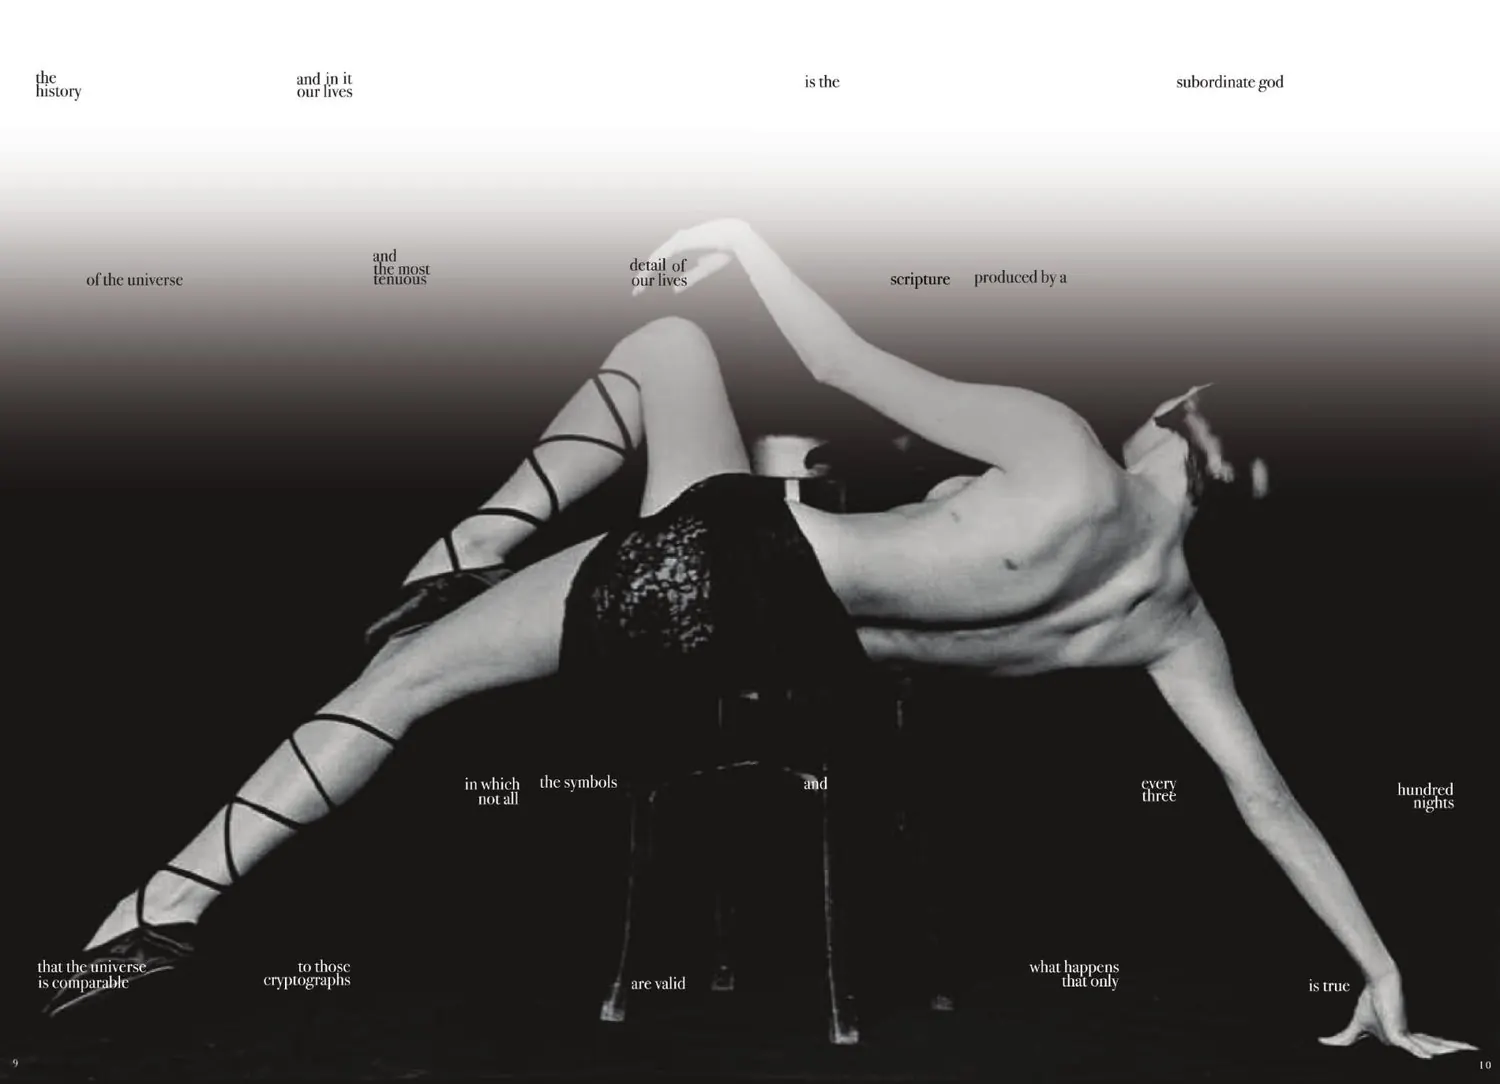 the
history
and in it
our lives
is the
subordinate god
of the universe
and
the most
tenuous
detail of
our lives
scripture
produced by a
in which
not all
the symbols
and
every
three
hundred
nights
that the universe
is comparable
to those
cryptographs
are valid
what happens
that only
is true
9
10